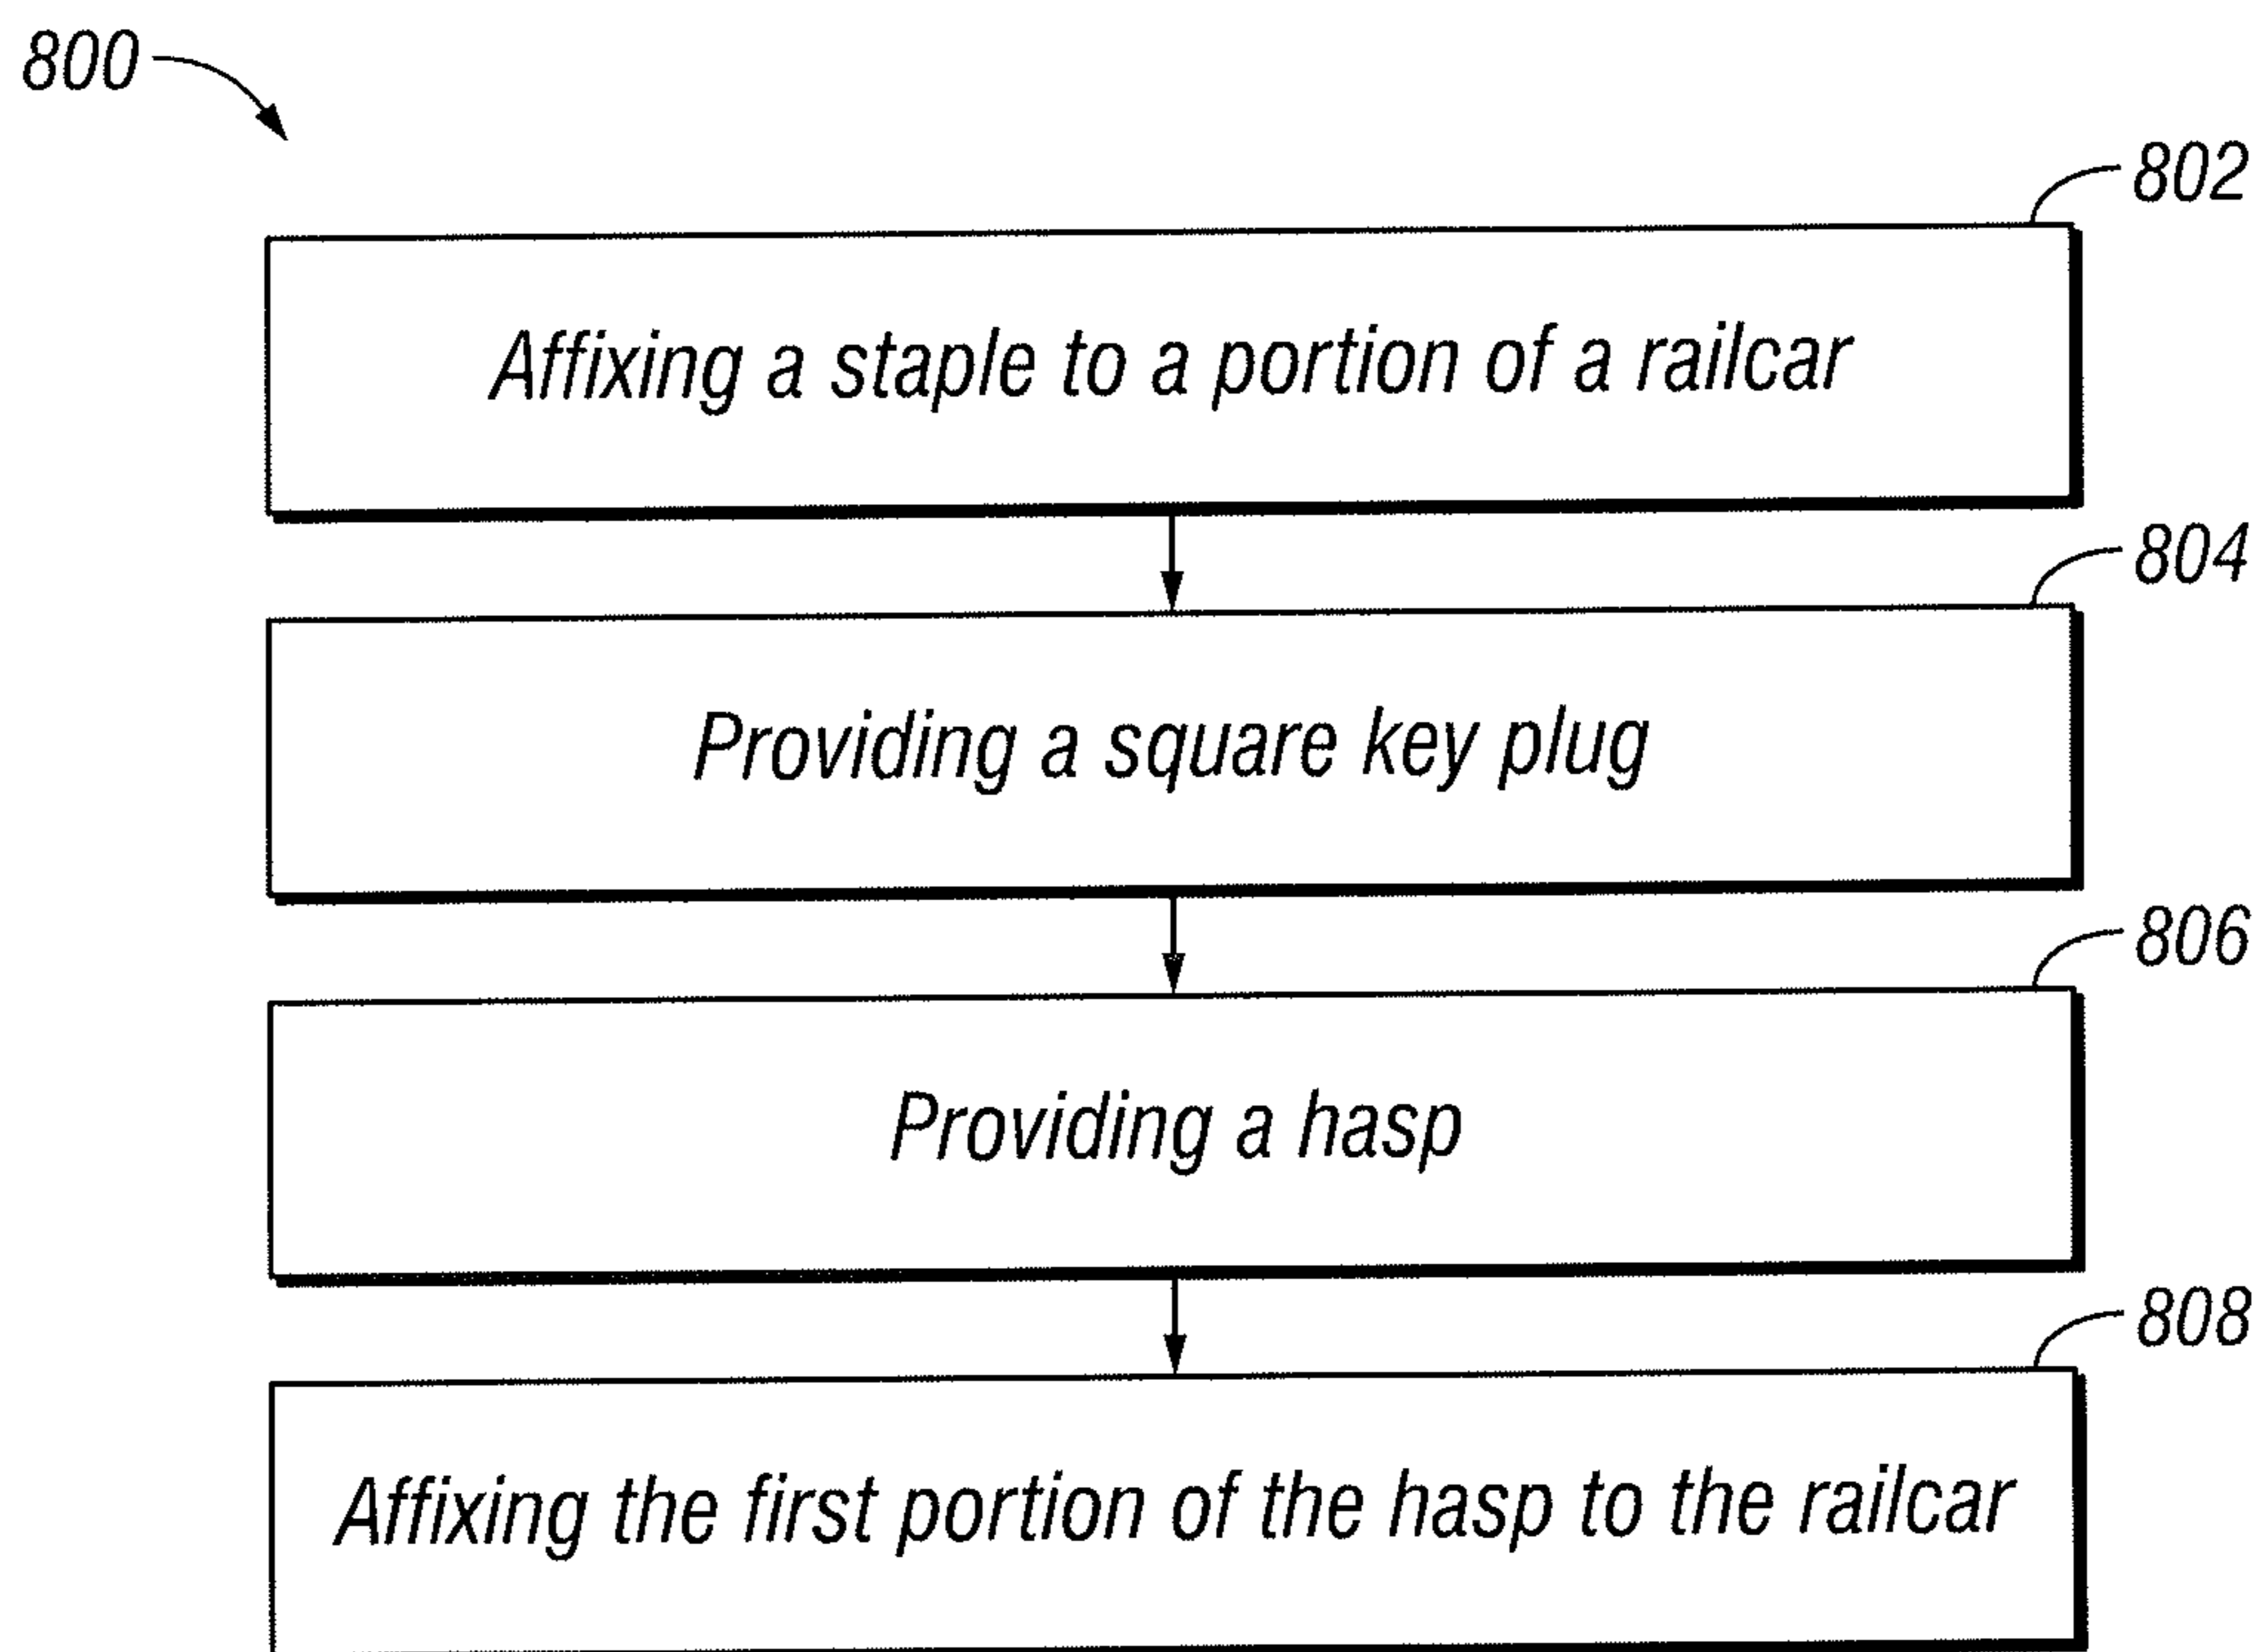 800
802
Affixing a staple to a portion of a railcar
804
Providing a square key plug
806
Providing a hasp
808
Affixing the first portion of the hasp to the railcar